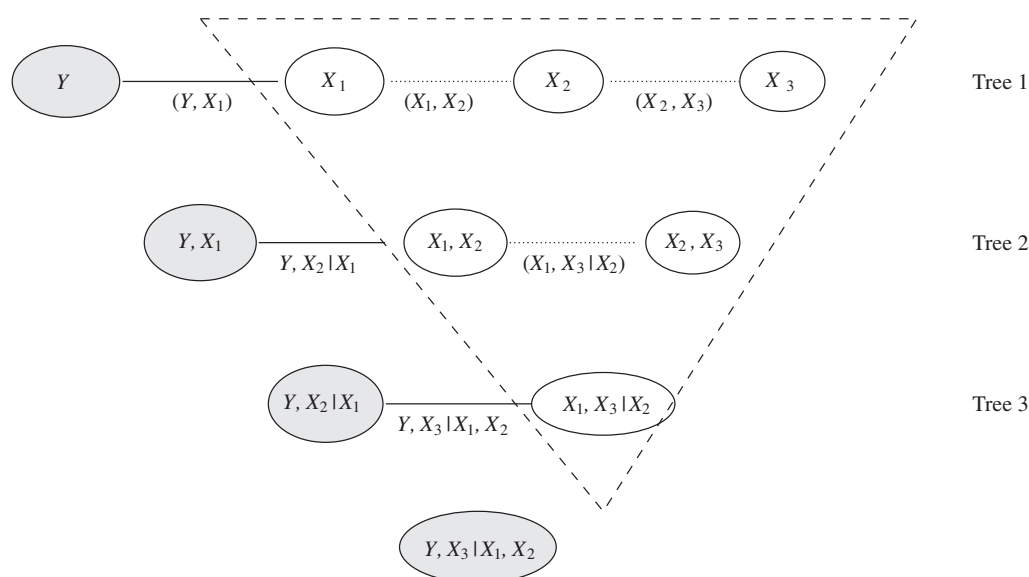 Y X₁ X₂ X₃ Tree 1
(Y, X₁) (X₁, X₂) (X₂, X₃)
Y, X₁ X₁, X₂ X₂, X₃ Tree 2
Y, X₂|X₁ (X₁, X₃|X₂)
Y, X₂|X₁ X₁, X₃|X₂ Tree 3
Y, X₃|X₁, X₂
Y, X₃|X₁, X₂